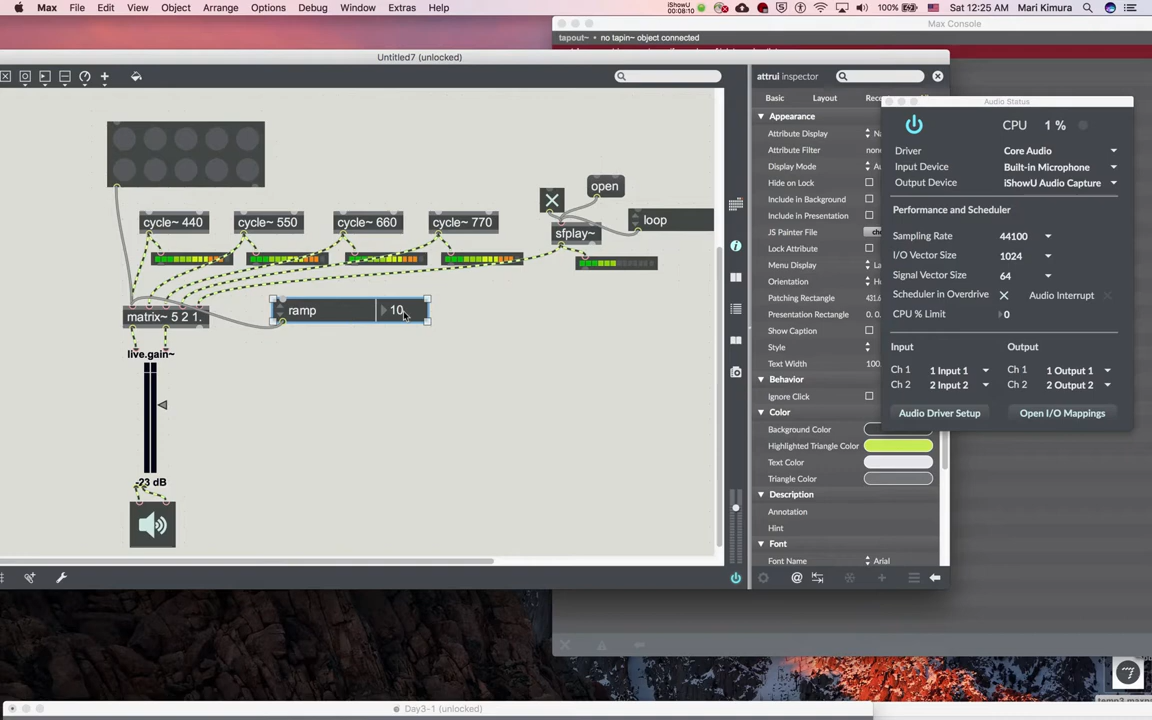 Max File Edit View Object Arrange Options Debug Window Extras Help
iShowU
00:08:10
100% Sat 12:25 AM Mari Kimura
Max Console
tapout~ • no tapin~ object connected
Untitled7 (unlocked)
attrui inspector
Basic Layout
Appearance
Attribute Display
Attribute Filter
Display Mode
Hide on Lock
Include in Background
Include in Presentation
JS Painter File
Lock Attribute
Menu Display
Orientation
Patching Rectangle 431.6
Presentation Rectangle 0. 0.
Show Caption
Style
Text Width 100.
Behavior
Ignore Click
Color
Background Color
Highlighted Triangle Color
Text Color
Triangle Color
Description
Annotation
Hint
Font
Font Name Arial
Audio Status
CPU 1 %
Driver Core Audio
Input Device Built-in Microphone
Output Device iShowU Audio Capture
Performance and Scheduler
Sampling Rate 44100
I/O Vector Size 1024
Signal Vector Size 64
Scheduler in Overdrive Audio Interrupt
CPU % Limit 0
Input Output
Ch 1 1 Input 1 Ch 1 1 Output 1
Ch 2 2 Input 2 Ch 2 2 Output 2
Audio Driver Setup Open I/O Mappings
open
cycle~ 440 cycle~ 550 cycle~ 660 cycle~ 770
loop
sfplay~
ramp 10
matrix~ 5 2 1.
live.gain~
-23 dB
Day3-1 (unlocked)